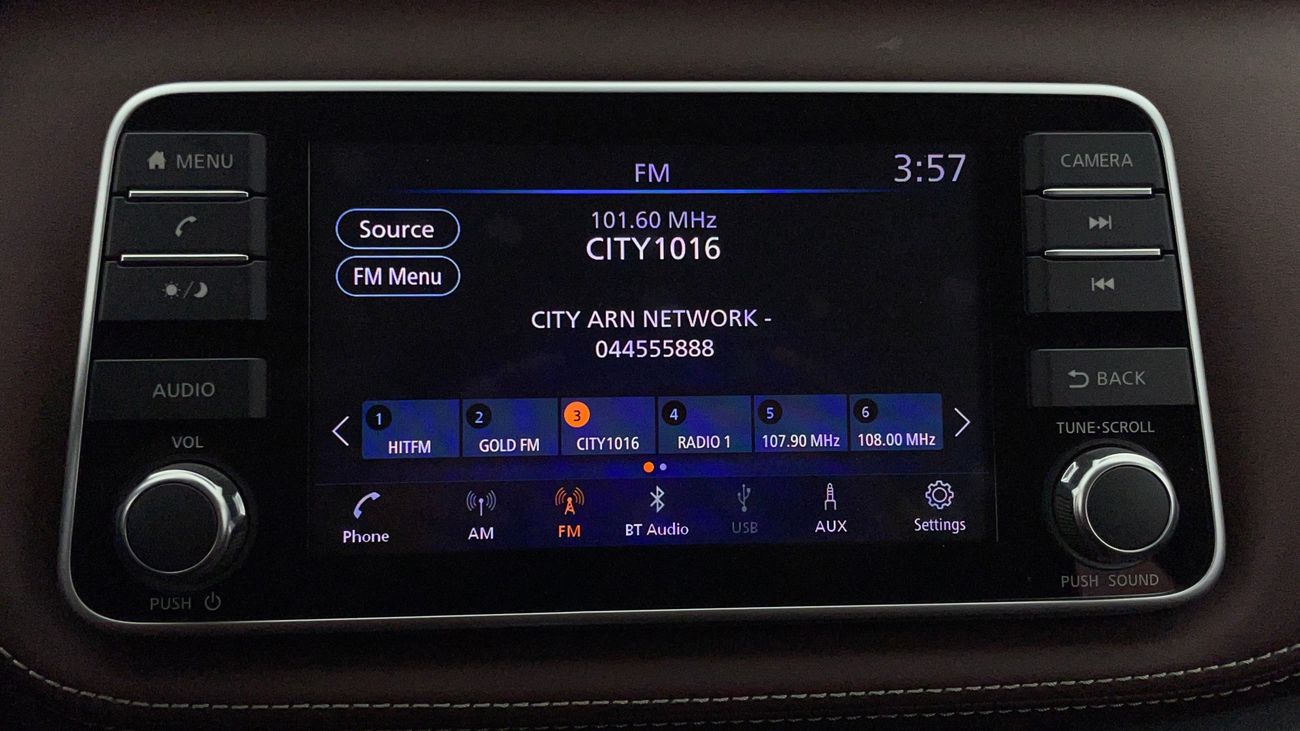 MENU
AUDIO
VOL
PUSH
FM
3:57
Source
FM Menu
101.60 MHz
CITY1016
CITY ARN NETWORK -
044555888
1 HITFM
2 GOLD FM
3 CITY1016
4 RADIO 1
5 107.90 MHz
6 108.00 MHz
Phone
AM
FM
BT Audio
USB
AUX
Settings
CAMERA
BACK
TUNE·SCROLL
PUSH SOUND